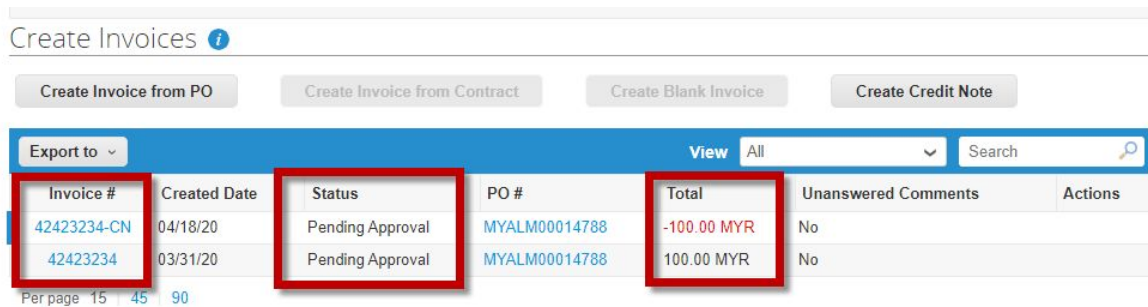 Create Invoices i
Create Invoice from PO Create Invoice from Contract Create Blank Invoice Create Credit Note
Export to View All Search
Invoice # Created Date Status PO # Total Unanswered Comments Actions
42423234-CN 04/18/20 Pending Approval MYALM00014788 -100.00 MYR No
42423234 03/31/20 Pending Approval MYALM00014788 100.00 MYR No
Per page 15 45 90